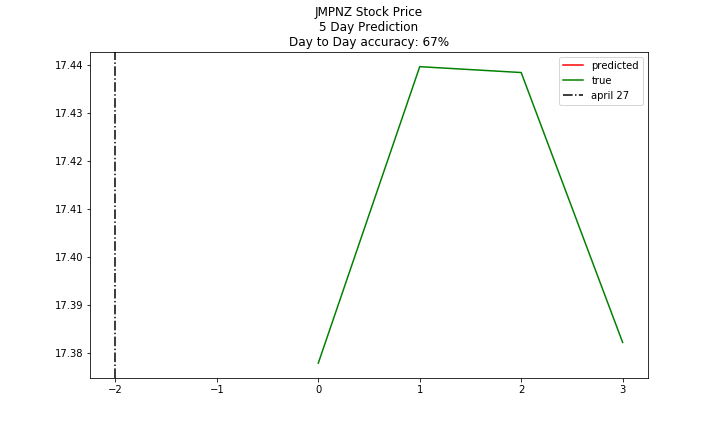 JMPNZ Stock Price
5 Day Prediction
Day to Day accuracy: 67%
17.44
17.43
17.42
17.41
17.40
17.39
17.38
predicted
true
april 27
−2
−1
0
1
2
3